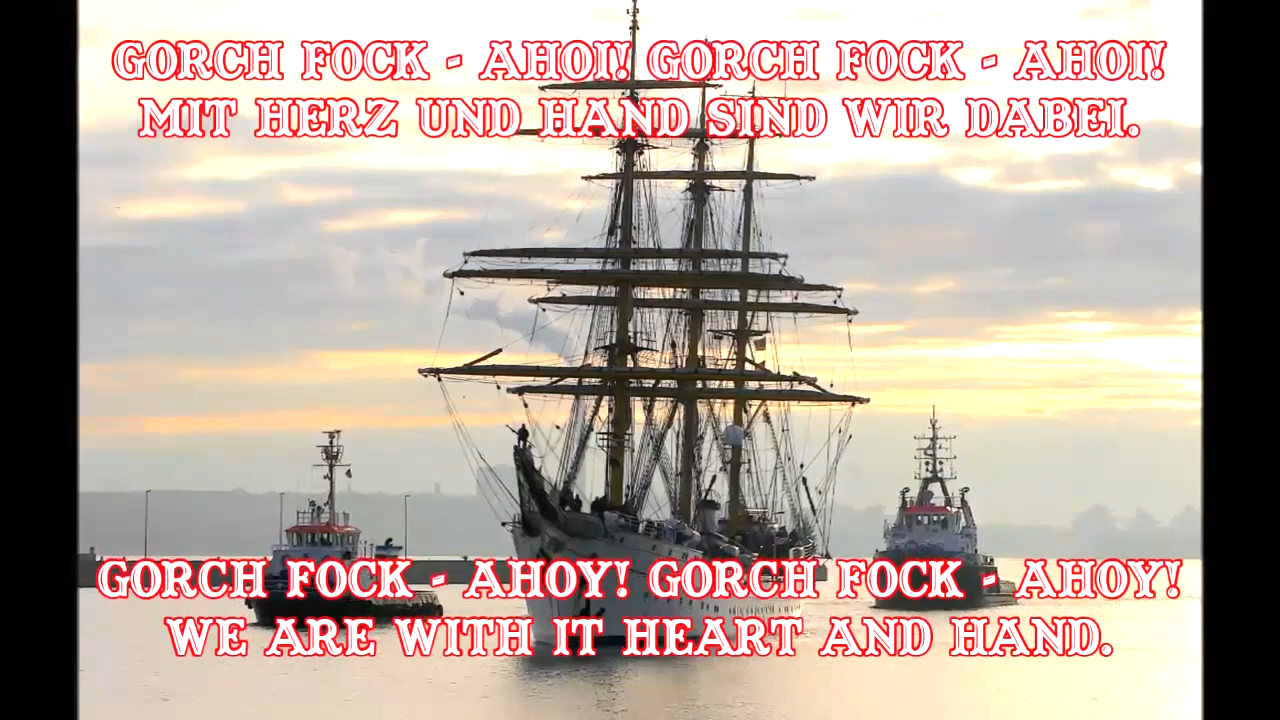 GORCH FOCK - AHOI! GORCH FOCK - AHOI!
MIT HERZ UND HAND SIND WIR DABEI.
GORCH FOCK - AHOY! GORCH FOCK - AHOY!
WE ARE WITH IT HEART AND HAND.